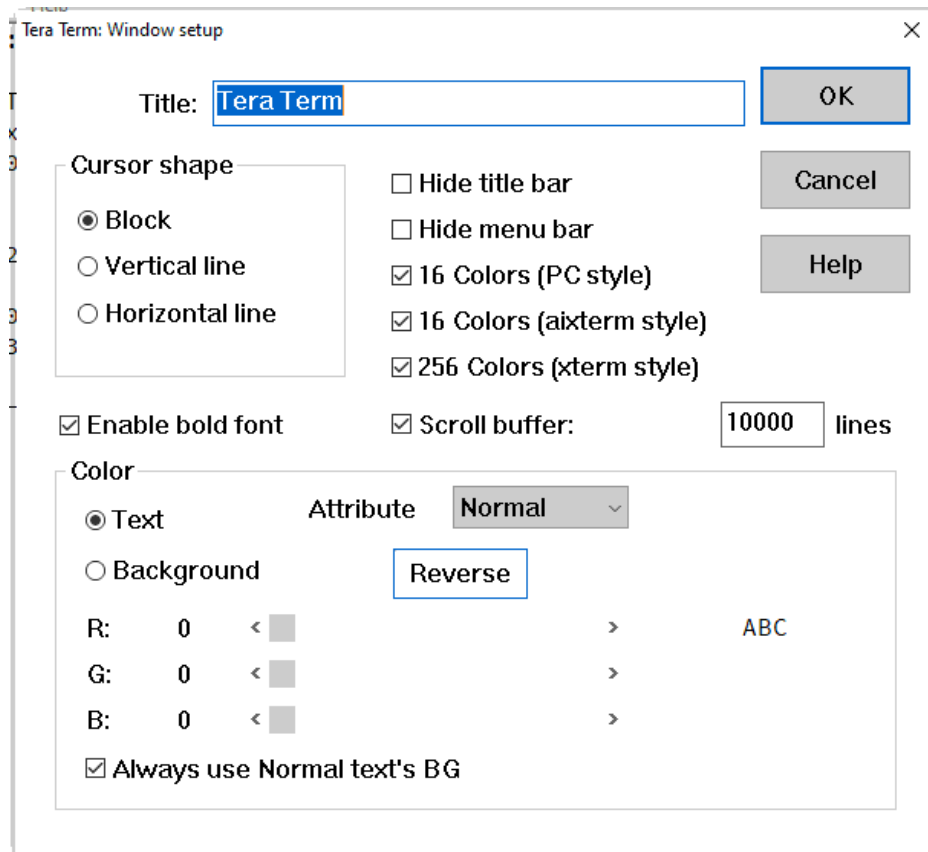 Tera Term: Window setup
Title: Tera Term
OK
Cursor shape
Block
Vertical line
Horizontal line
Hide title bar
Hide menu bar
16 Colors (PC style)
16 Colors (aixterm style)
256 Colors (xterm style)
Cancel
Help
Enable bold font
Scroll buffer: 10000 lines
Color
Text
Attribute Normal
Background
Reverse
R: 0 < > ABC
G: 0 < >
B: 0 < >
Always use Normal text's BG